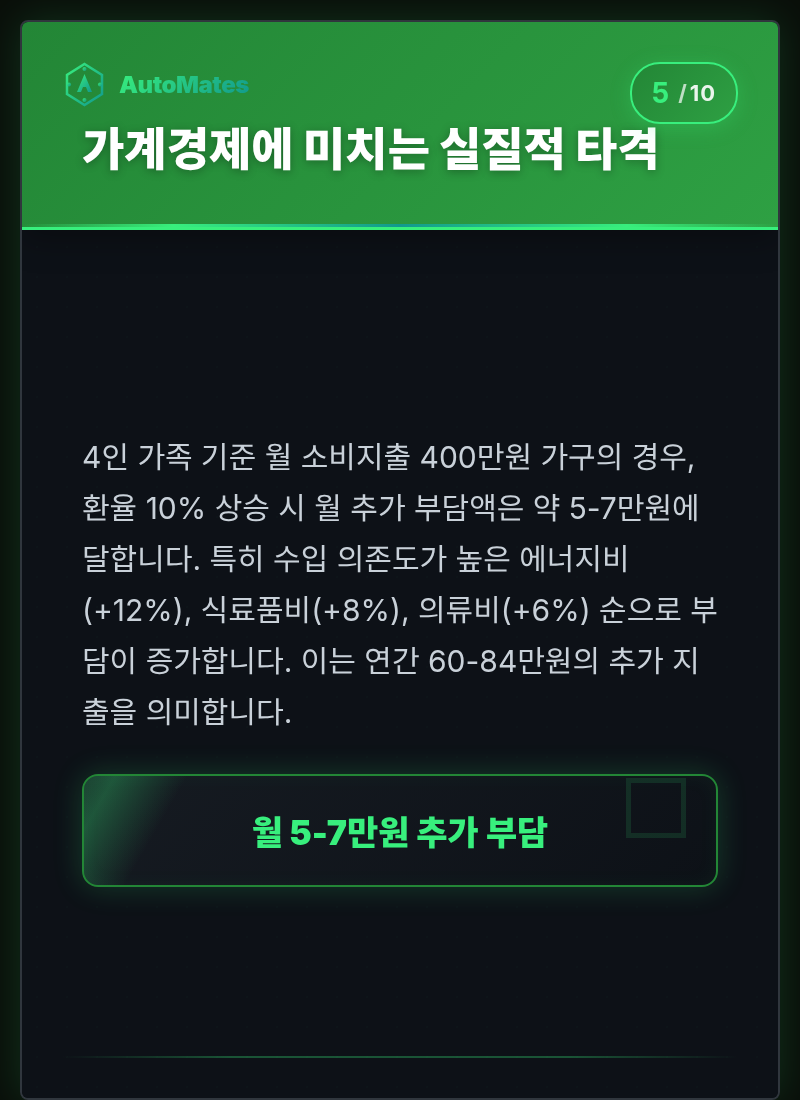 AutoMates
5 /10
가계경제에 미치는 실질적 타격
4인 가족 기준 월 소비지출 400만원 가구의 경우,
환율 10% 상승 시 월 추가 부담액은 약 5-7만원에
달합니다. 특히 수입 의존도가 높은 에너지비
(+12%), 식료품비(+8%), 의류비(+6%) 순으로 부
담이 증가합니다. 이는 연간 60-84만원의 추가 지
출을 의미합니다.
월 5-7만원 추가 부담